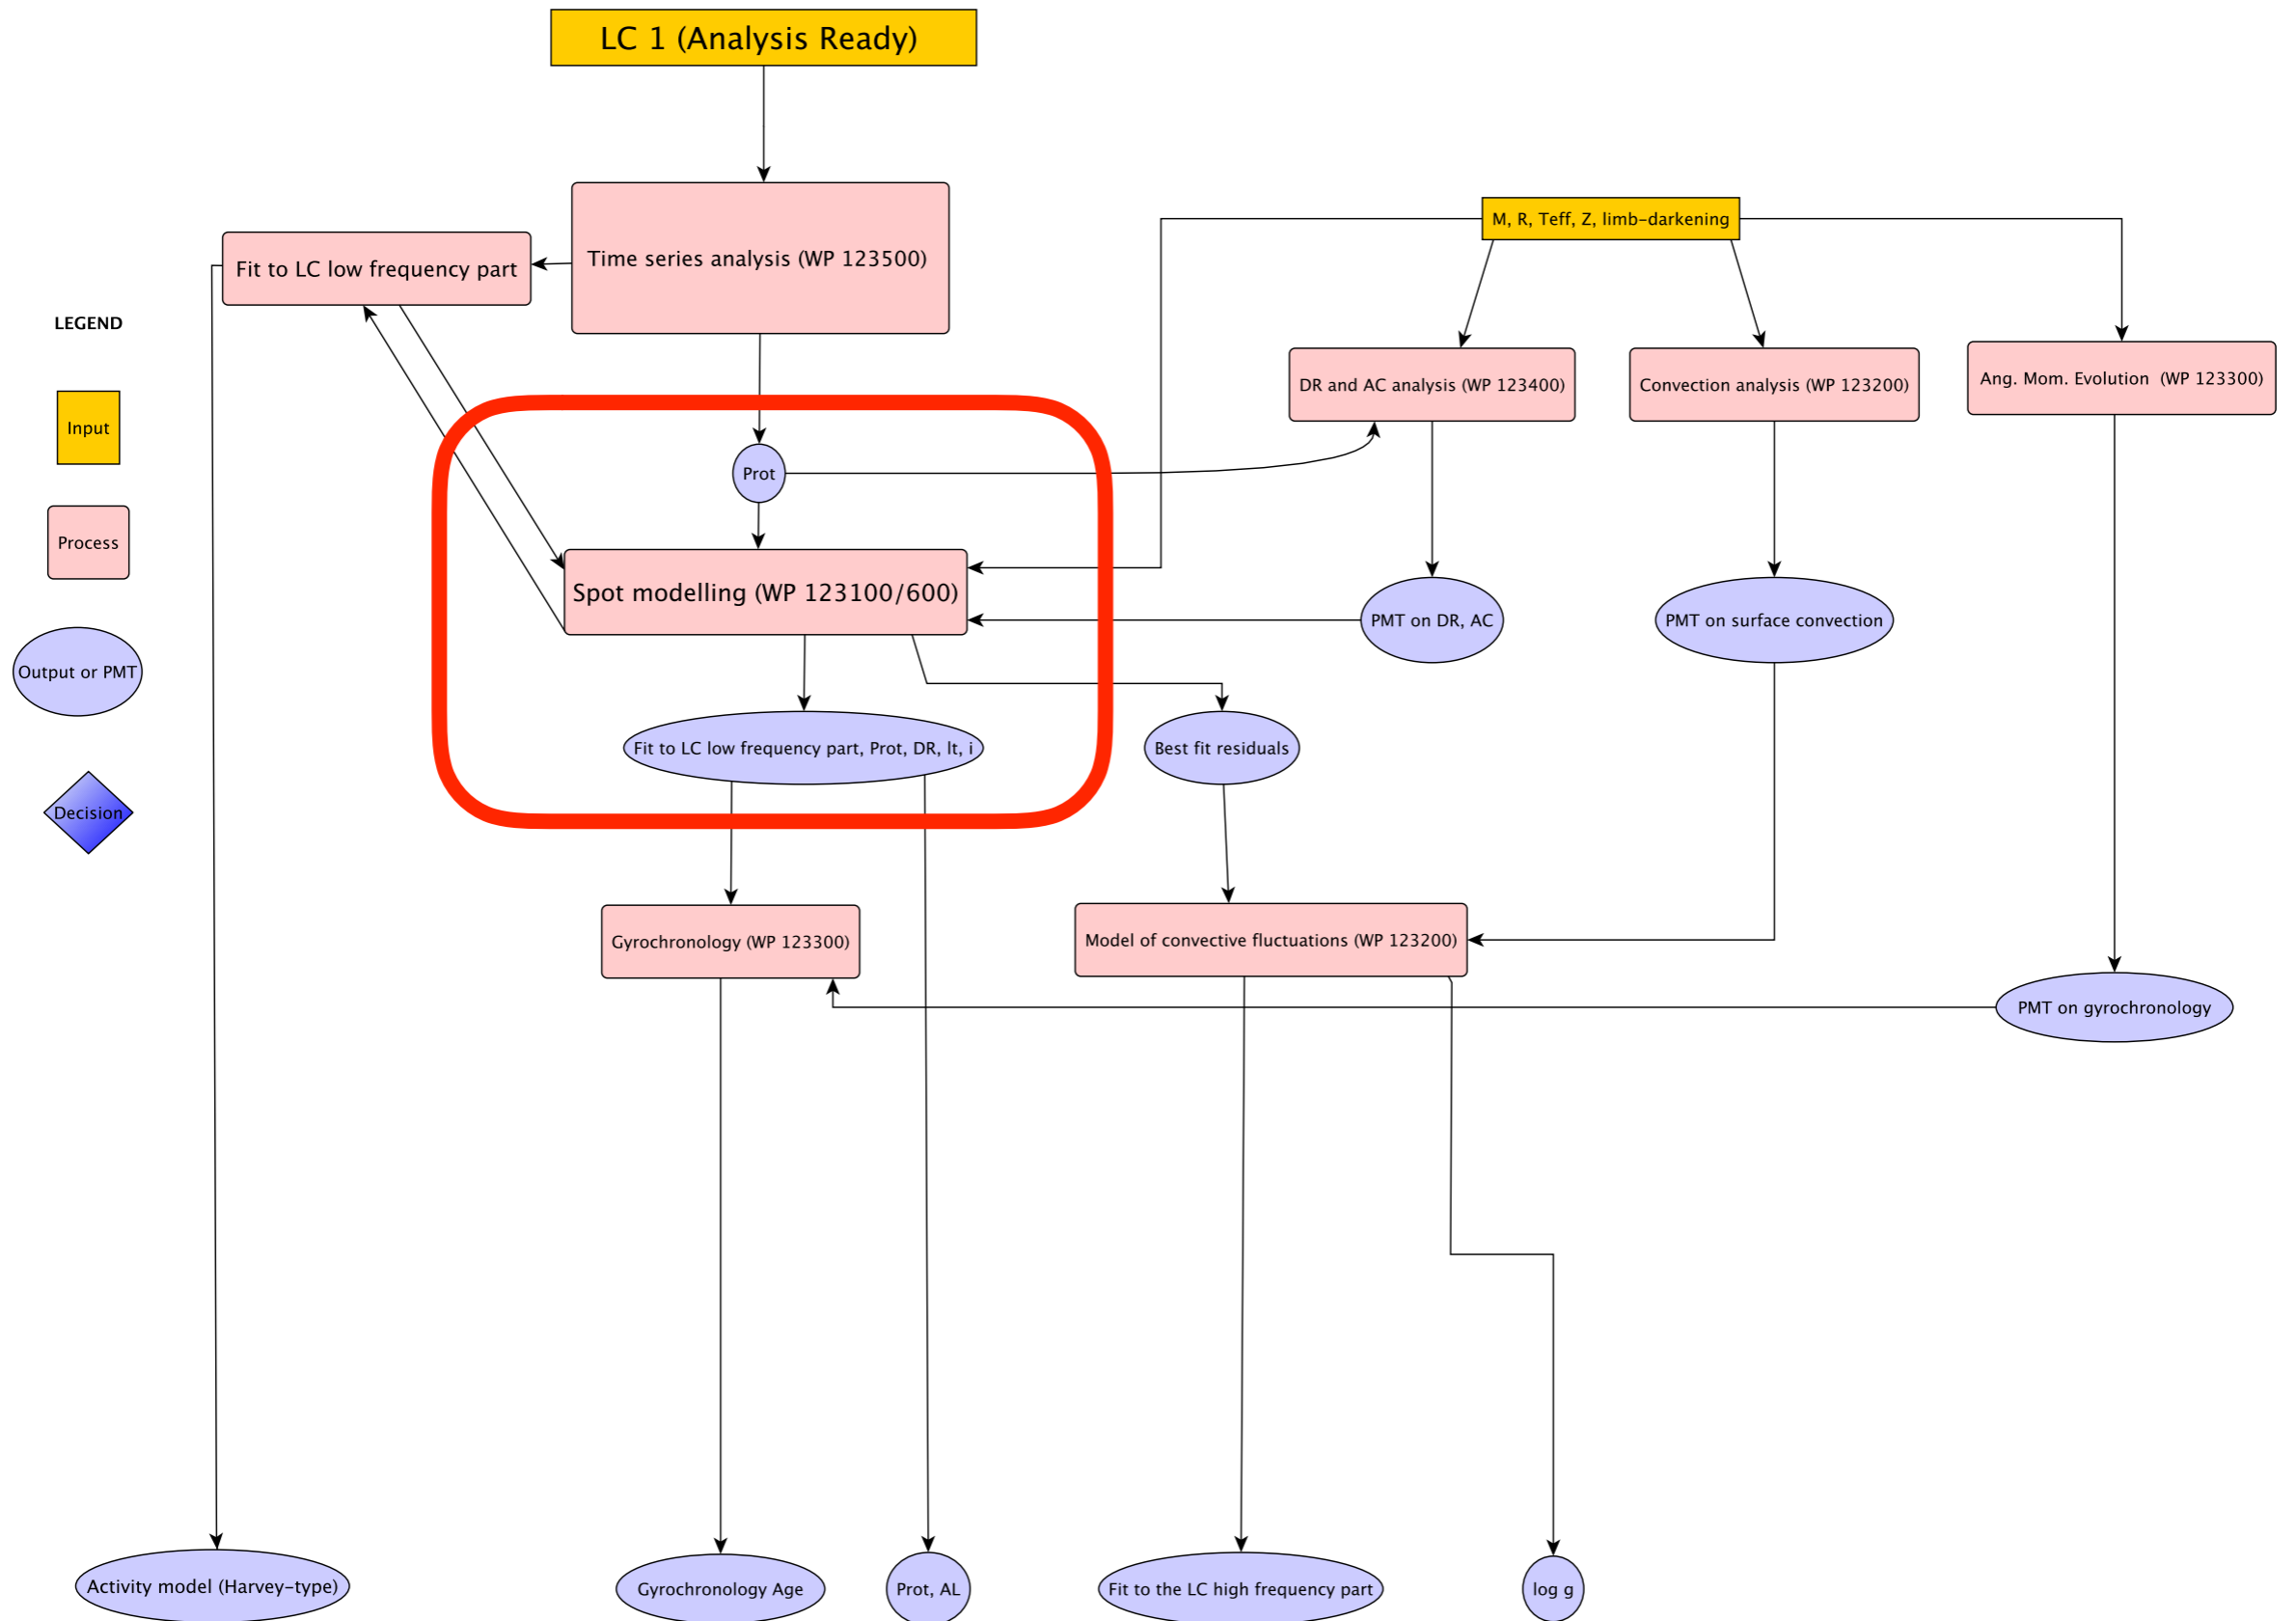 LC 1 (Analysis Ready)
M, R, Teff, Z, limb-darkening
Time series analysis (WP 123500)
Fit to LC low frequency part
LEGEND
DR and AC analysis (WP 123400)
Convection analysis (WP 123200)
Ang. Mom. Evolution (WP 123300)
Input
Prot
Process
Spot modelling (WP 123100/600)
PMT on DR, AC
PMT on surface convection
Output or PMT
Fit to LC low frequency part, Prot, DR, lt, i
Best fit residuals
Decision
Gyrochronology (WP 123300)
Model of convective fluctuations (WP 123200)
PMT on gyrochronology
Activity model (Harvey-type)
Gyrochronology Age
Prot, AL
Fit to the LC high frequency part
log g